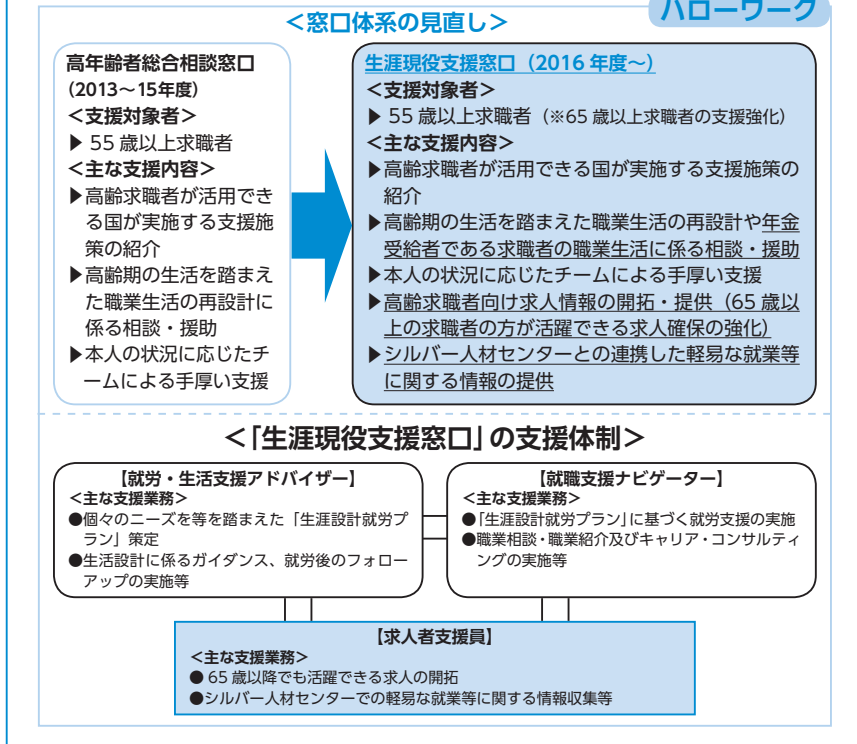 ハローワーク
＜窓口体系の見直し＞
高年齢者総合相談窓口
（2013～15年度）
＜支援対象者＞
▶ 55 歳以上求職者
＜主な支援内容＞
▶高齢求職者が活用でき
る国が実施する支援施
策の紹介
▶高齢期の生活を踏まえ
た職業生活の再設計に
係る相談・援助
▶本人の状況に応じたチ
ームによる手厚い支援
生涯現役支援窓口（2016 年度～）
＜支援対象者＞
▶ 55 歳以上求職者（※65 歳以上求職者の支援強化）
＜主な支援内容＞
▶高齢求職者が活用できる国が実施する支援施策の
紹介
▶高齢期の生活を踏まえた職業生活の再設計や年金
受給者である求職者の職業生活に係る相談・援助
▶本人の状況に応じたチームによる手厚い支援
▶高齢求職者向け求人情報の開拓・提供（65 歳以
上の求職者の方が活躍できる求人確保の強化）
▶シルバー人材センターとの連携した軽易な就業等
に関する情報の提供
＜「生涯現役支援窓口」の支援体制＞
【就労・生活支援アドバイザー】
＜主な支援業務＞
●個々のニーズを等を踏まえた「生涯設計就労プ
ラン」策定
●生活設計に係るガイダンス、就労後のフォロー
アップの実施等
【就職支援ナビゲーター】
＜主な支援業務＞
●「生涯設計就労プラン」に基づく就労支援の実施
●職業相談・職業紹介及びキャリア・コンサルティ
ングの実施等
【求人者支援員】
＜主な支援業務＞
● 65 歳以降でも活躍できる求人の開拓
●シルバー人材センターでの軽易な就業等に関する情報収集等